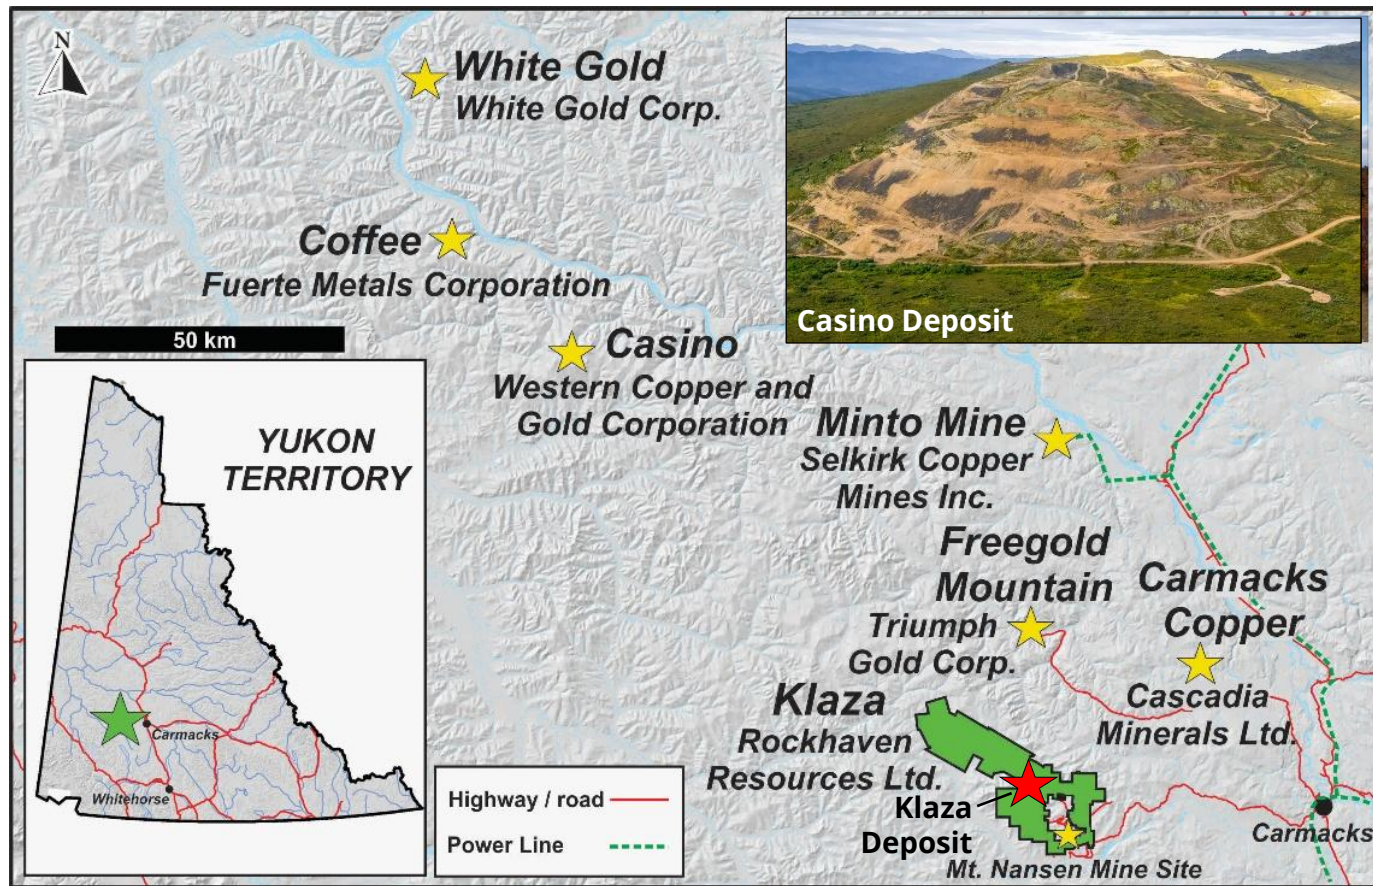 N
White Gold
White Gold Corp.
Coffee
Fuerte Metals Corporation
50 km
Casino Deposit
Casino
Western Copper and
Gold Corporation
YUKON
TERRITORY
Carmacks
Whitehorse
Minto Mine
Selkirk Copper
Mines Inc.
Freegold
Mountain
Triumph
Gold Corp.
Carmacks
Copper
Cascadia
Minerals Ltd.
Klaza
Rockhaven
Resources Ltd.
Klaza
Deposit
Mt. Nansen Mine Site
Carmacks
Highway / road
Power Line